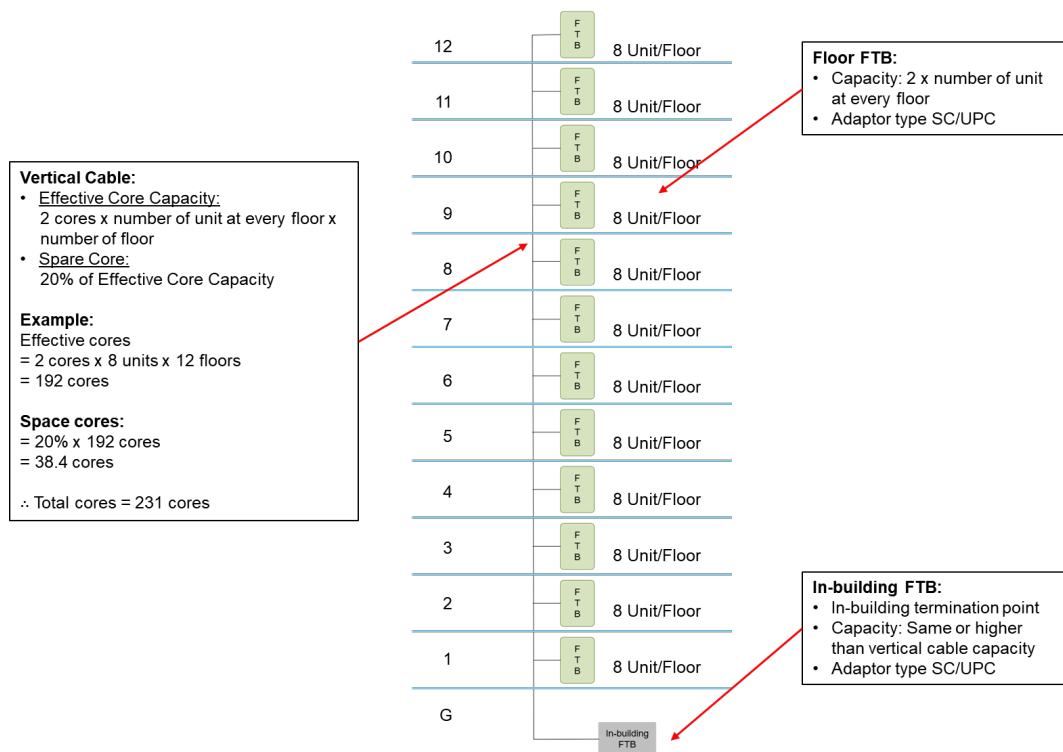 12
F
T
B
8 Unit/Floor
11
F
T
B
8 Unit/Floor
10
F
T
B
8 Unit/Floor
9
F
T
B
8 Unit/Floor
8
F
T
B
8 Unit/Floor
7
F
T
B
8 Unit/Floor
6
F
T
B
8 Unit/Floor
5
F
T
B
8 Unit/Floor
4
F
T
B
8 Unit/Floor
3
F
T
B
8 Unit/Floor
2
F
T
B
8 Unit/Floor
1
F
T
B
8 Unit/Floor
G
In-building
FTB
Vertical Cable:
• Effective Core Capacity:
2 cores x number of unit at every floor x
number of floor
• Spare Core:
20% of Effective Core Capacity
Example:
Effective cores
= 2 cores x 8 units x 12 floors
= 192 cores
Space cores:
= 20% x 192 cores
= 38.4 cores
∴ Total cores = 231 cores
Floor FTB:
• Capacity: 2 x number of unit
at every floor
• Adaptor type SC/UPC
In-building FTB:
• In-building termination point
• Capacity: Same or higher
than vertical cable capacity
• Adaptor type SC/UPC